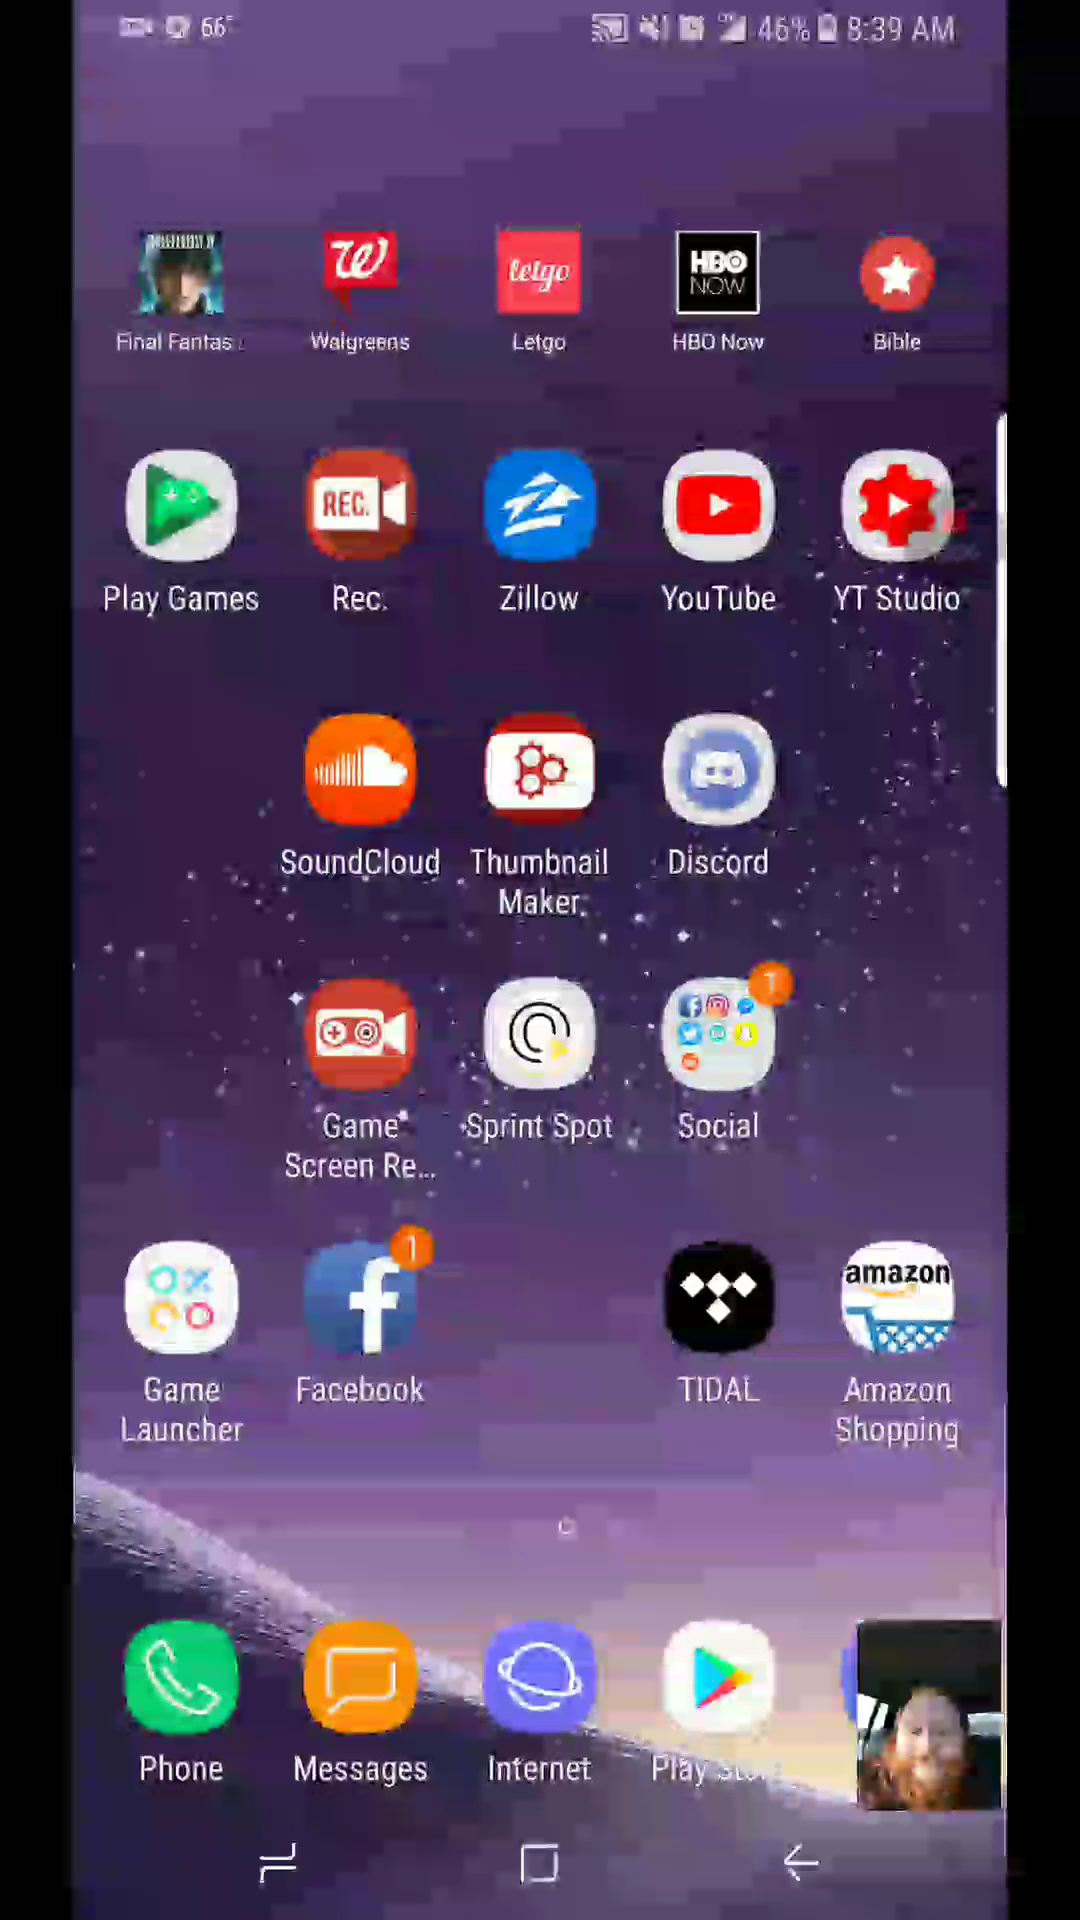 66°
46% 8:39 AM
W
letgo
HBO
NOW
Final Fantas...
Walgreens
Letgo
HBO Now
Bible
REC.
Play Games
Rec.
Zillow
YouTube
YT Studio
SoundCloud
Thumbnail
Maker
Discord
1
Game
Screen Re...
Sprint Spot
Social
1
f
amazon
Game
Launcher
Facebook
TIDAL
Amazon
Shopping
Phone
Messages
Internet
Play